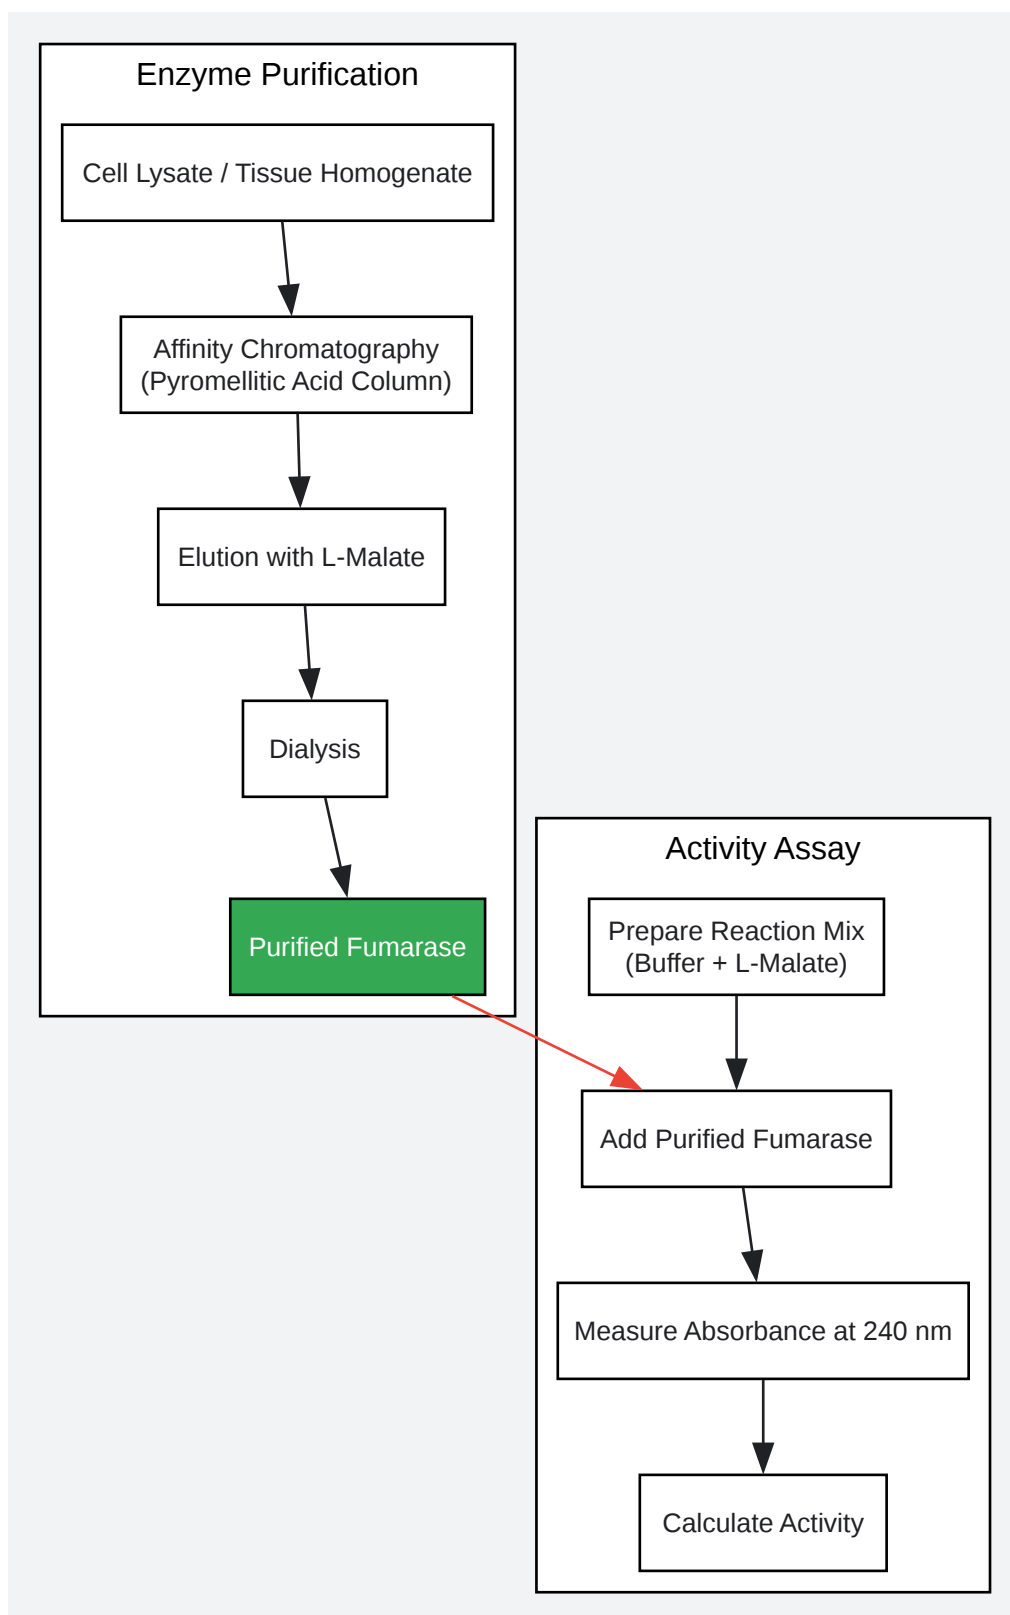 Enzyme Purification
Cell Lysate / Tissue Homogenate
Affinity Chromatography
(Pyromellitic Acid Column)
Elution with L-Malate
Dialysis
Purified Fumarase
Activity Assay
Prepare Reaction Mix
(Buffer + L-Malate)
Add Purified Fumarase
Measure Absorbance at 240 nm
Calculate Activity